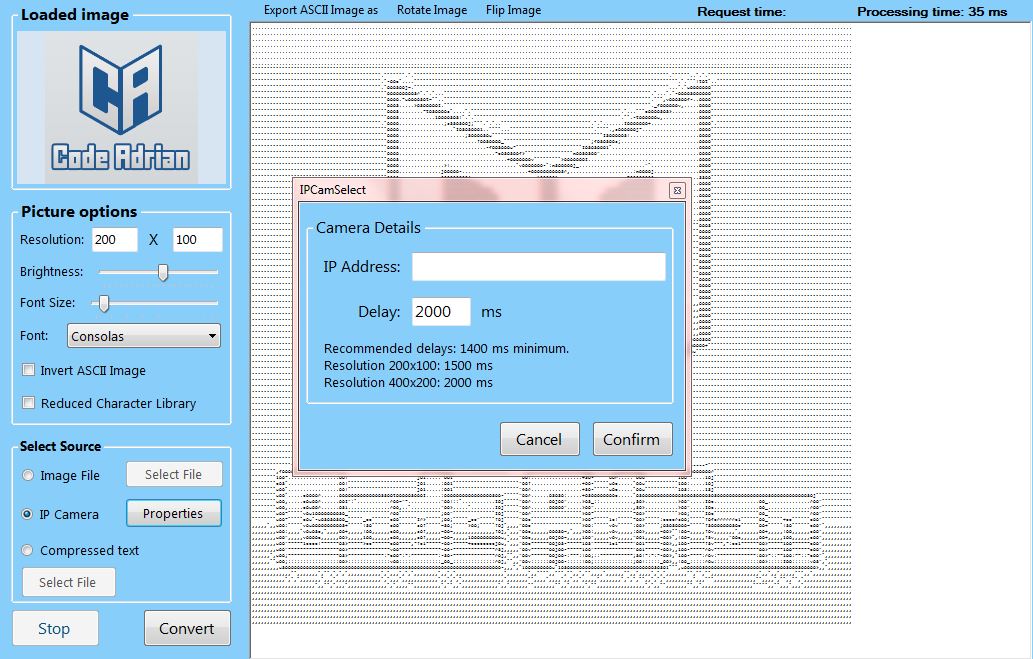 Loaded image
CA
Code Adrian
Picture options
Resolution: 200 X 100
Brightness:
Font Size:
Font: Consolas
Invert ASCII Image
Reduced Character Library
Select Source
Image File Select File
IP Camera Properties
Compressed text
Select File
Stop Convert
Export ASCII Image as Rotate Image Flip Image Request time: Processing time: 35 ms
IPCamSelect
Camera Details
IP Address:
Delay: 2000 ms
Recommended delays: 1400 ms minimum.
Resolution 200x100: 1500 ms
Resolution 400x200: 2000 ms
Cancel Confirm